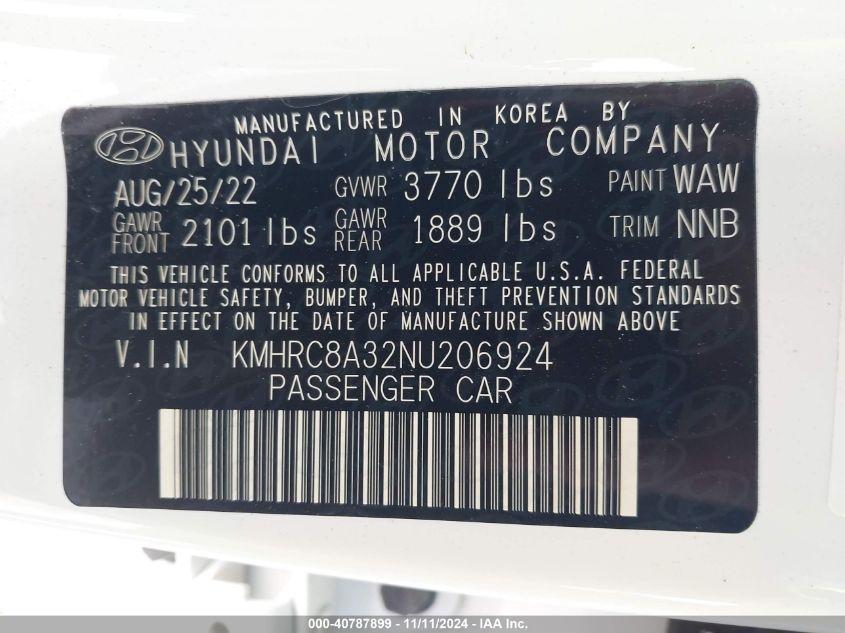 MANUFACTURED IN KOREA BY
HYUNDAI MOTOR COMPANY
AUG/25/22 GVWR 3770 lbs PAINT WAW
GAWR FRONT 2101 lbs GAWR REAR 1889 lbs TRIM NNB
THIS VEHICLE CONFORMS TO ALL APPLICABLE U.S.A. FEDERAL
MOTOR VEHICLE SAFETY, BUMPER, AND THEFT PREVENTION STANDARDS
IN EFFECT ON THE DATE OF MANUFACTURE SHOWN ABOVE
V.I.N KMHRC8A32NU206924
PASSENGER CAR
000-40787899 - 11/11/2024 - IAA Inc.